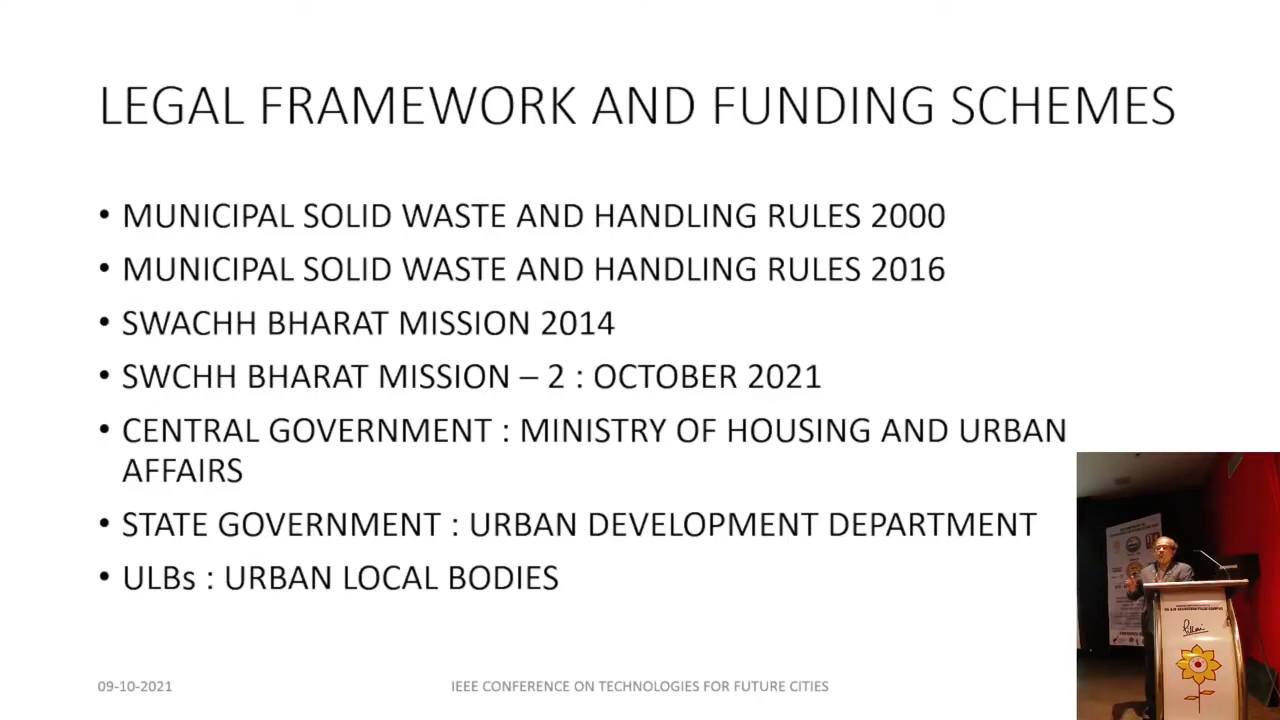 LEGAL FRAMEWORK AND FUNDING SCHEMES
• MUNICIPAL SOLID WASTE AND HANDLING RULES 2000
• MUNICIPAL SOLID WASTE AND HANDLING RULES 2016
• SWACHH BHARAT MISSION 2014
• SWCHH BHARAT MISSION – 2 : OCTOBER 2021
• CENTRAL GOVERNMENT : MINISTRY OF HOUSING AND URBAN
AFFAIRS
• STATE GOVERNMENT : URBAN DEVELOPMENT DEPARTMENT
• ULBs : URBAN LOCAL BODIES
09-10-2021
IEEE CONFERENCE ON TECHNOLOGIES FOR FUTURE CITIES